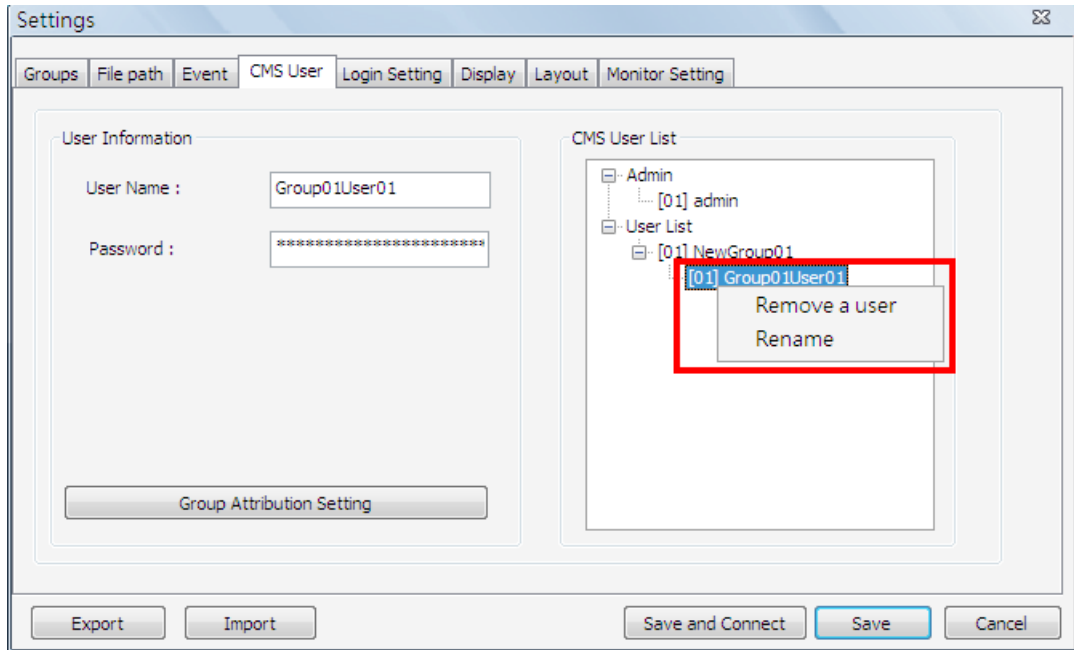 Settings
Groups File path Event CMS User Login Setting Display Layout Monitor Setting
User Information
User Name :
Group01User01
Password :
**********************
Group Attribution Setting
CMS User List
Admin
[01] admin
User List
[01] NewGroup01
[01] Group01User01
Remove a user
Rename
Export Import Save and Connect Save Cancel